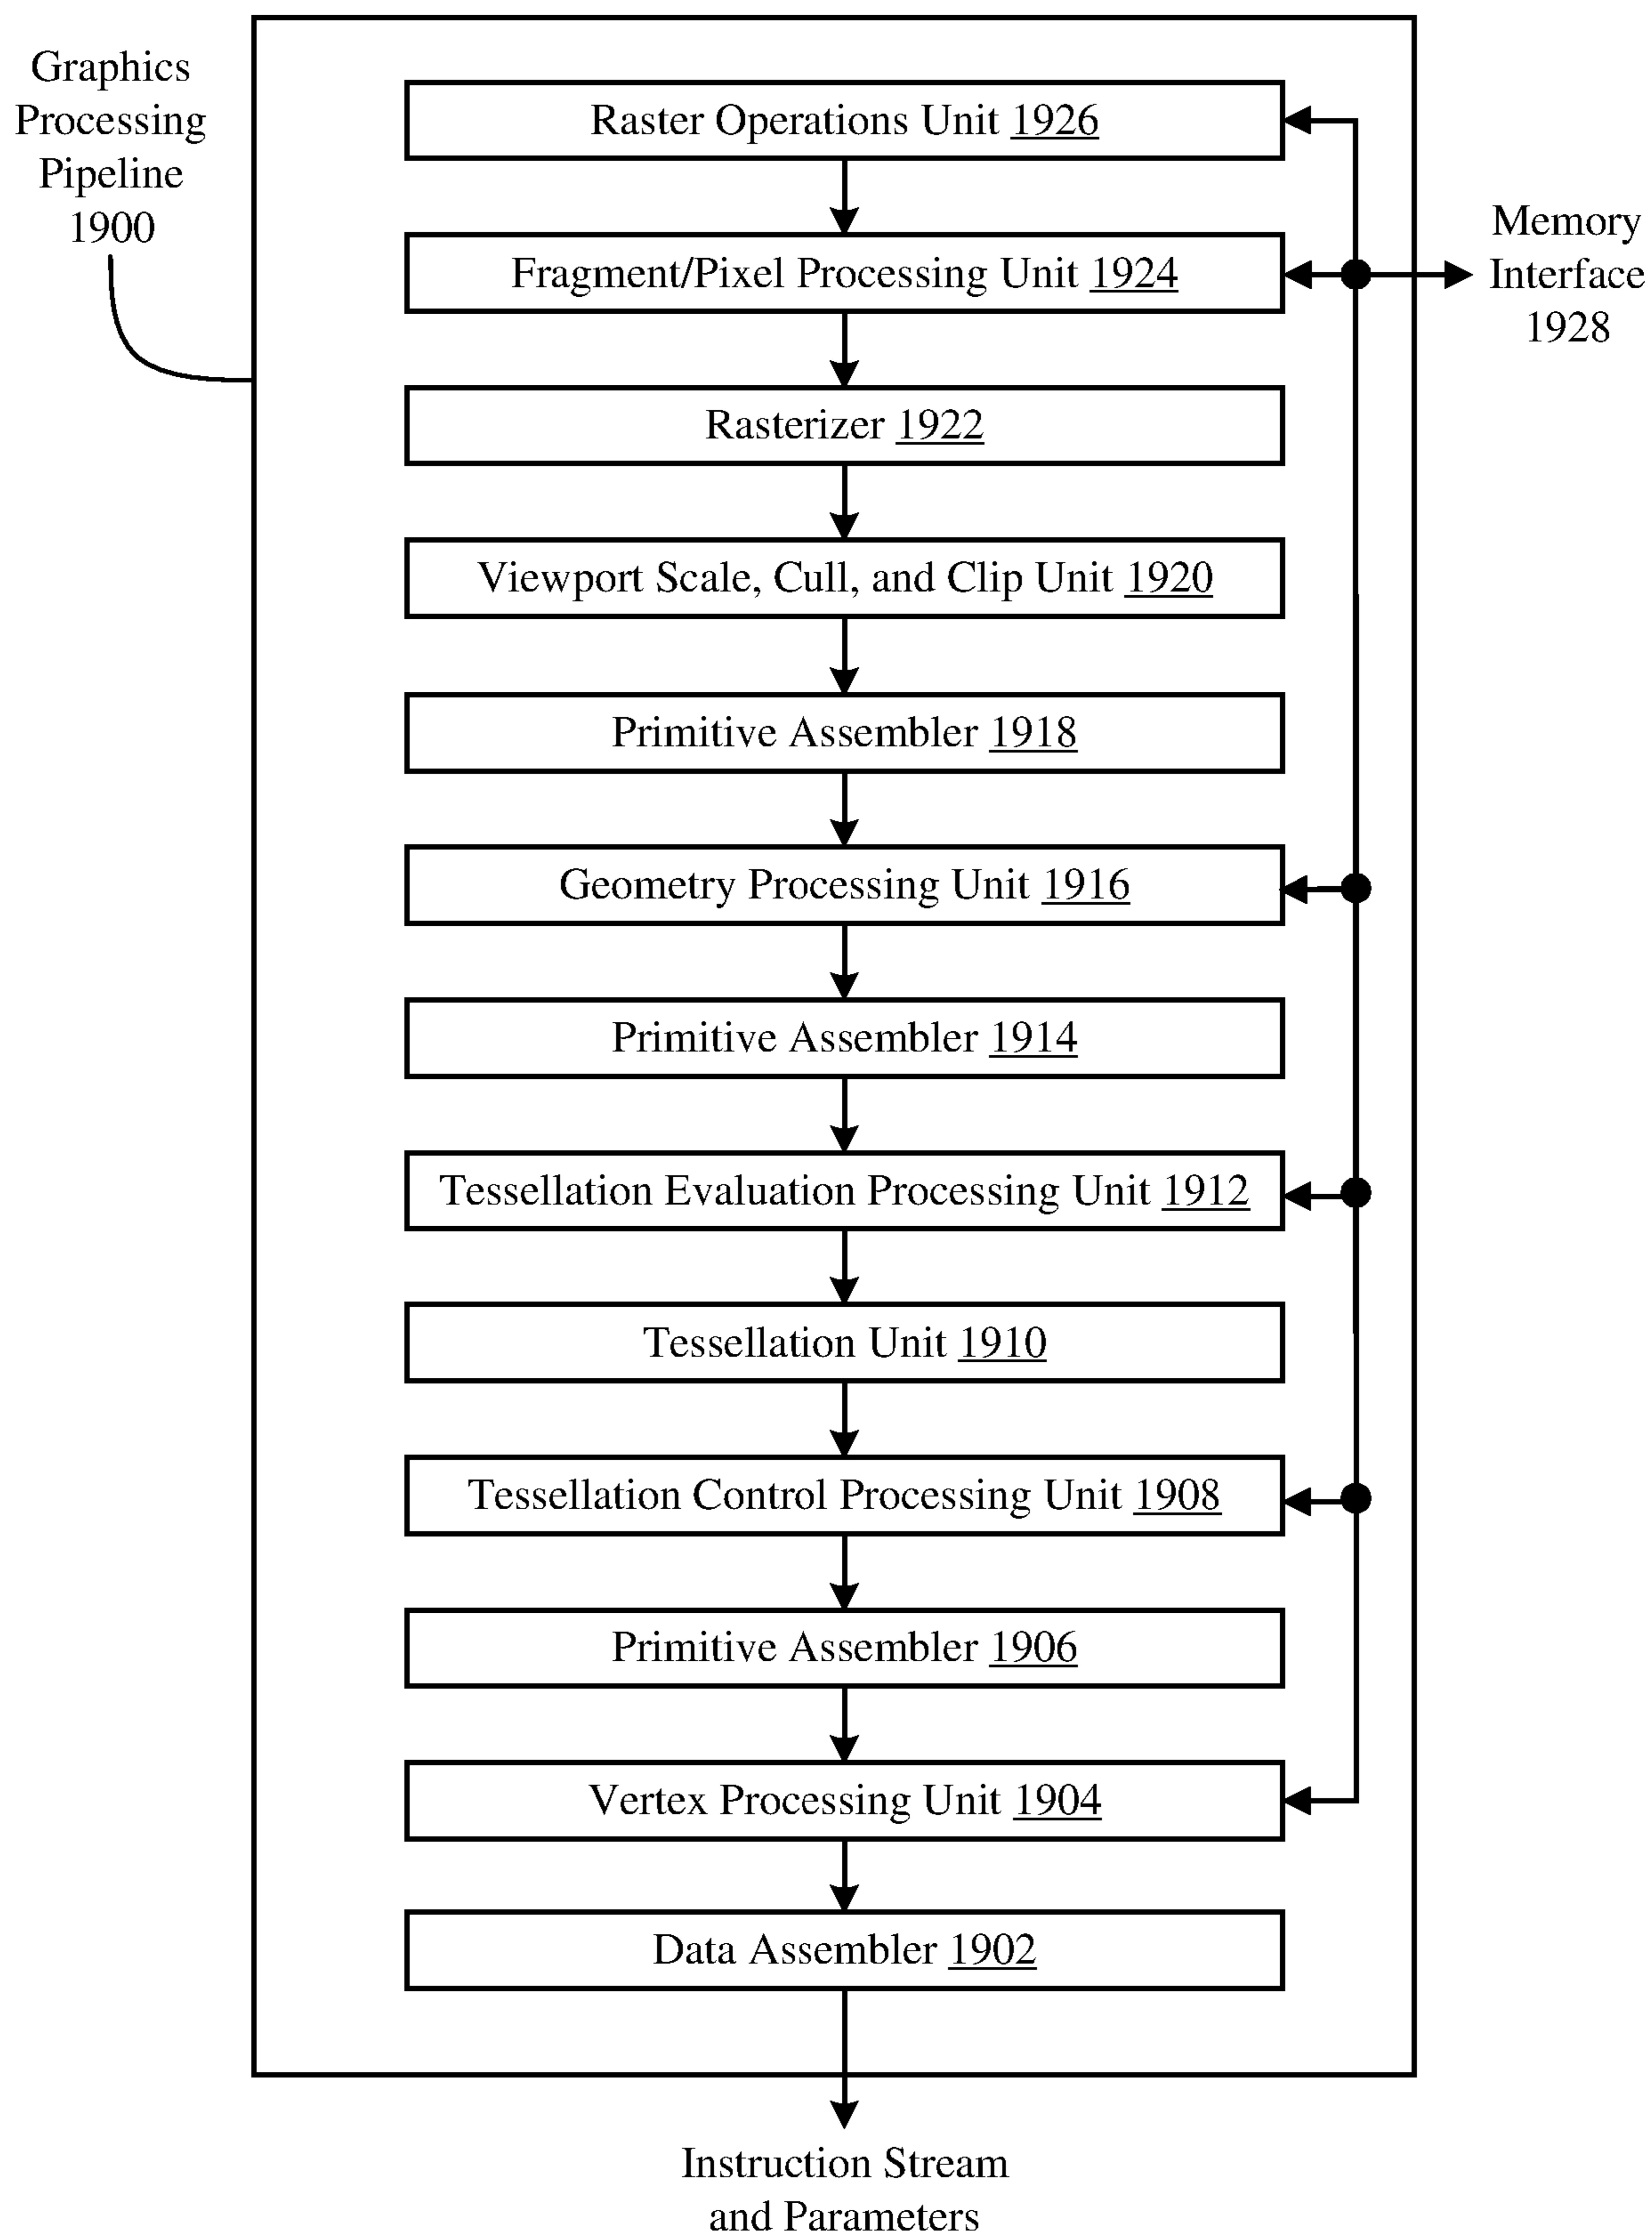 Graphics
Processing
Pipeline
1900
Raster Operations Unit 1926
Fragment/Pixel Processing Unit 1924
Memory
Interface
1928
Rasterizer 1922
Viewport Scale, Cull, and Clip Unit 1920
Primitive Assembler 1918
Geometry Processing Unit 1916
Primitive Assembler 1914
Tessellation Evaluation Processing Unit 1912
Tessellation Unit 1910
Tessellation Control Processing Unit 1908
Primitive Assembler 1906
Vertex Processing Unit 1904
Data Assembler 1902
Instruction Stream
and Parameters